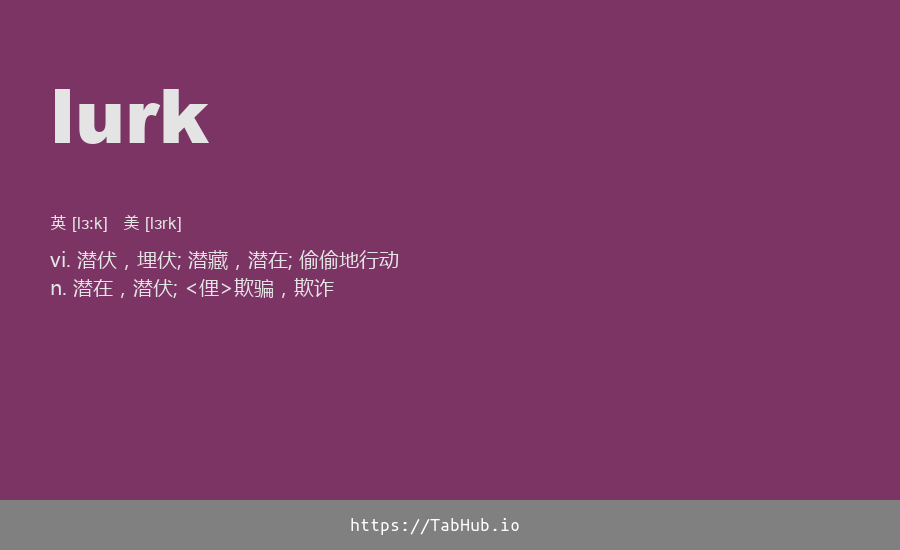 lurk
英 [lɜːk] 美 [lɜrk]
vi. 潜伏，埋伏; 潜藏，潜在; 偷偷地行动
n. 潜在，潜伏; <俚>欺骗，欺诈
https://TabHub.io